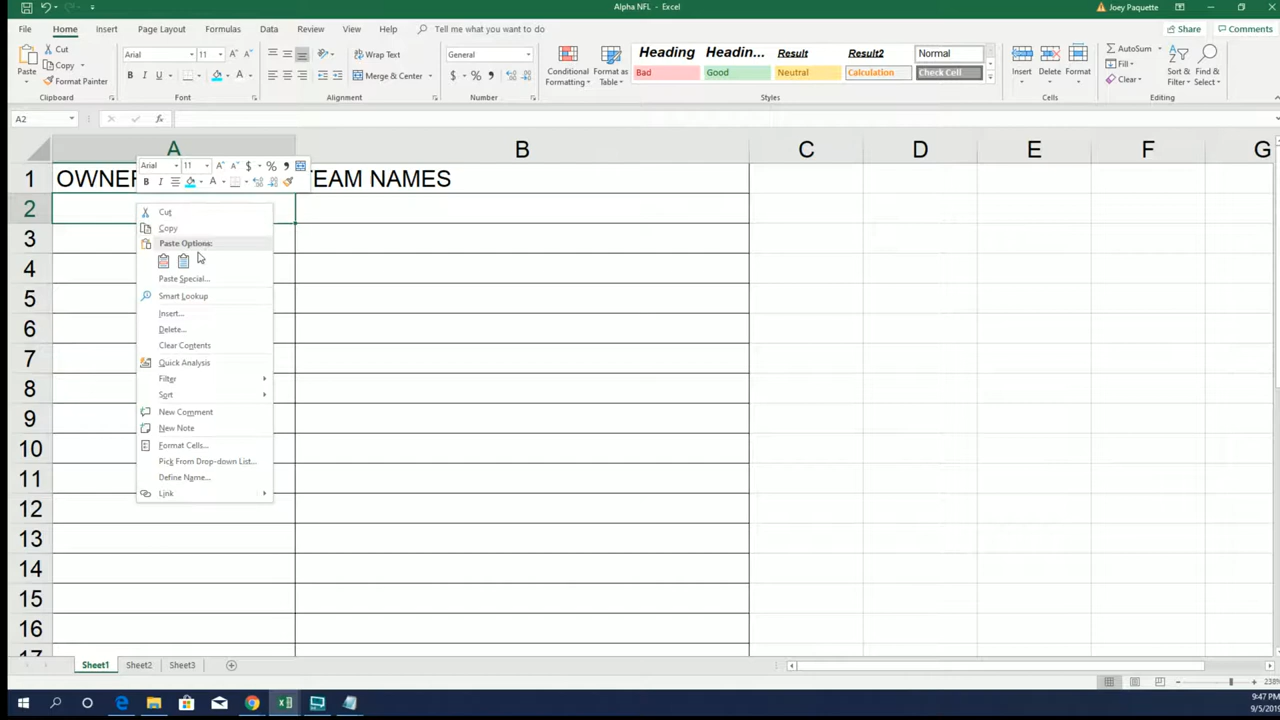 Alpha NFL - Excel
Joey Paquette
File Home Insert Page Layout Formulas Data Review View Help Tell me what you want to do
Share Comments
Paste
Cut
Copy
Format Painter
Clipboard
Arial 11
B I U
Font
Wrap Text
Merge & Center
Alignment
General
$ % ,
Number
Conditional Formatting
Format as Table
Heading Headin... Result Result2 Normal
Bad Good Neutral Calculation Check Cell
Styles
Insert Delete Format
Cells
AutoSum
Fill
Clear
Sort & Filter
Find & Select
Editing
A2
fx
A B C D E F G
Arial 11 A A $ % ,
B I A
1 OWNER TEAM NAMES
2
3
4
5
6
7
8
9
10
11
12
13
14
15
16
17
Cut
Copy
Paste Options:
Paste Special...
Smart Lookup
Insert...
Delete...
Clear Contents
Quick Analysis
Filter
Sort
New Comment
New Note
Format Cells...
Pick From Drop-down List...
Define Name...
Link
Sheet1 Sheet2 Sheet3
238%
9:47 PM